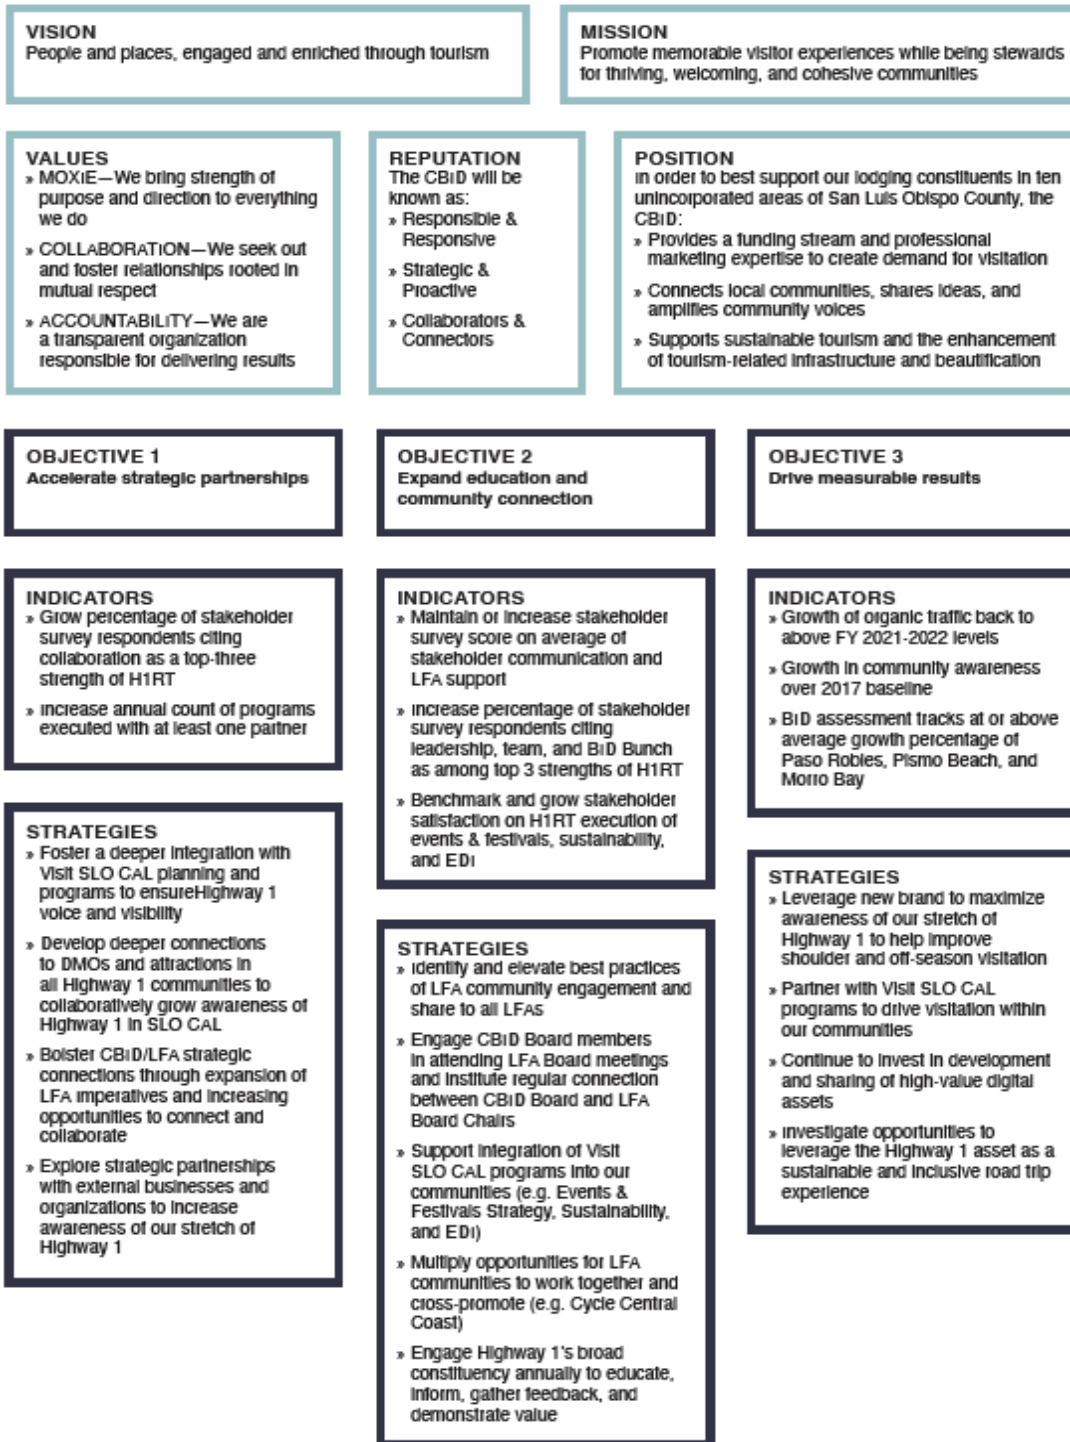 VISION
People and places, engaged and enriched through tourism
MISSION
Promote memorable visitor experiences while being stewards
for thriving, welcoming, and cohesive communities
VALUES
» MOXIE—We bring strength of
purpose and direction to everything
we do
» COLLABORATION—We seek out
and foster relationships rooted in
mutual respect
» ACCOUNTABILITY—We are
a transparent organization
responsible for delivering results
REPUTATION
The CBID will be
known as:
» Responsible &
Responsive
» Strategic &
Proactive
» Collaborators &
Connectors
POSITION
In order to best support our lodging constituents in ten
unincorporated areas of San Luis Obispo County, the
CBID:
» Provides a funding stream and professional
marketing expertise to create demand for visitation
» Connects local communities, shares ideas, and
amplifies community voices
» Supports sustainable tourism and the enhancement
of tourism-related infrastructure and beautification
OBJECTIVE 1
Accelerate strategic partnerships
INDICATORS
» Grow percentage of stakeholder
survey respondents citing
collaboration as a top-three
strength of H1RT
» Increase annual count of programs
executed with at least one partner
STRATEGIES
» Foster a deeper integration with
Visit SLO CAL planning and
programs to ensureHighway 1
voice and visibility
» Develop deeper connections
to DMOs and attractions in
all Highway 1 communities to
collaboratively grow awareness of
Highway 1 in SLO CAL
» Bolster CBID/LFA strategic
connections through expansion of
LFA imperatives and increasing
opportunities to connect and
collaborate
» Explore strategic partnerships
with external businesses and
organizations to increase
awareness of our stretch of
Highway 1
OBJECTIVE 2
Expand education and
community connection
INDICATORS
» Maintain or increase stakeholder
survey score on average of
stakeholder communication and
LFA support
» Increase percentage of stakeholder
survey respondents citing
leadership, team, and BID Bunch
as among top 3 strengths of H1RT
» Benchmark and grow stakeholder
satisfaction on H1RT execution of
events & festivals, sustainability,
and EDI
STRATEGIES
» Identify and elevate best practices
of LFA community engagement and
share to all LFAs
» Engage CBID Board members
in attending LFA Board meetings
and institute regular connection
between CBID Board and LFA
Board Chairs
» Support integration of Visit
SLO CAL programs into our
communities (e.g. Events &
Festivals Strategy, Sustainability,
and EDI)
» Multiply opportunities for LFA
communities to work together and
cross-promote (e.g. Cycle Central
Coast)
» Engage Highway 1's broad
constituency annually to educate,
inform, gather feedback, and
demonstrate value
OBJECTIVE 3
Drive measurable results
INDICATORS
» Growth of organic traffic back to
above FY 2021-2022 levels
» Growth in community awareness
over 2017 baseline
» BID assessment tracks at or above
average growth percentage of
Paso Robles, Pismo Beach, and
Morro Bay
STRATEGIES
» Leverage new brand to maximize
awareness of our stretch of
Highway 1 to help improve
shoulder and off-season visitation
» Partner with Visit SLO CAL
programs to drive visitation within
our communities
» Continue to invest in development
and sharing of high-value digital
assets
» Investigate opportunities to
leverage the Highway 1 asset as a
sustainable and inclusive road trip
experience